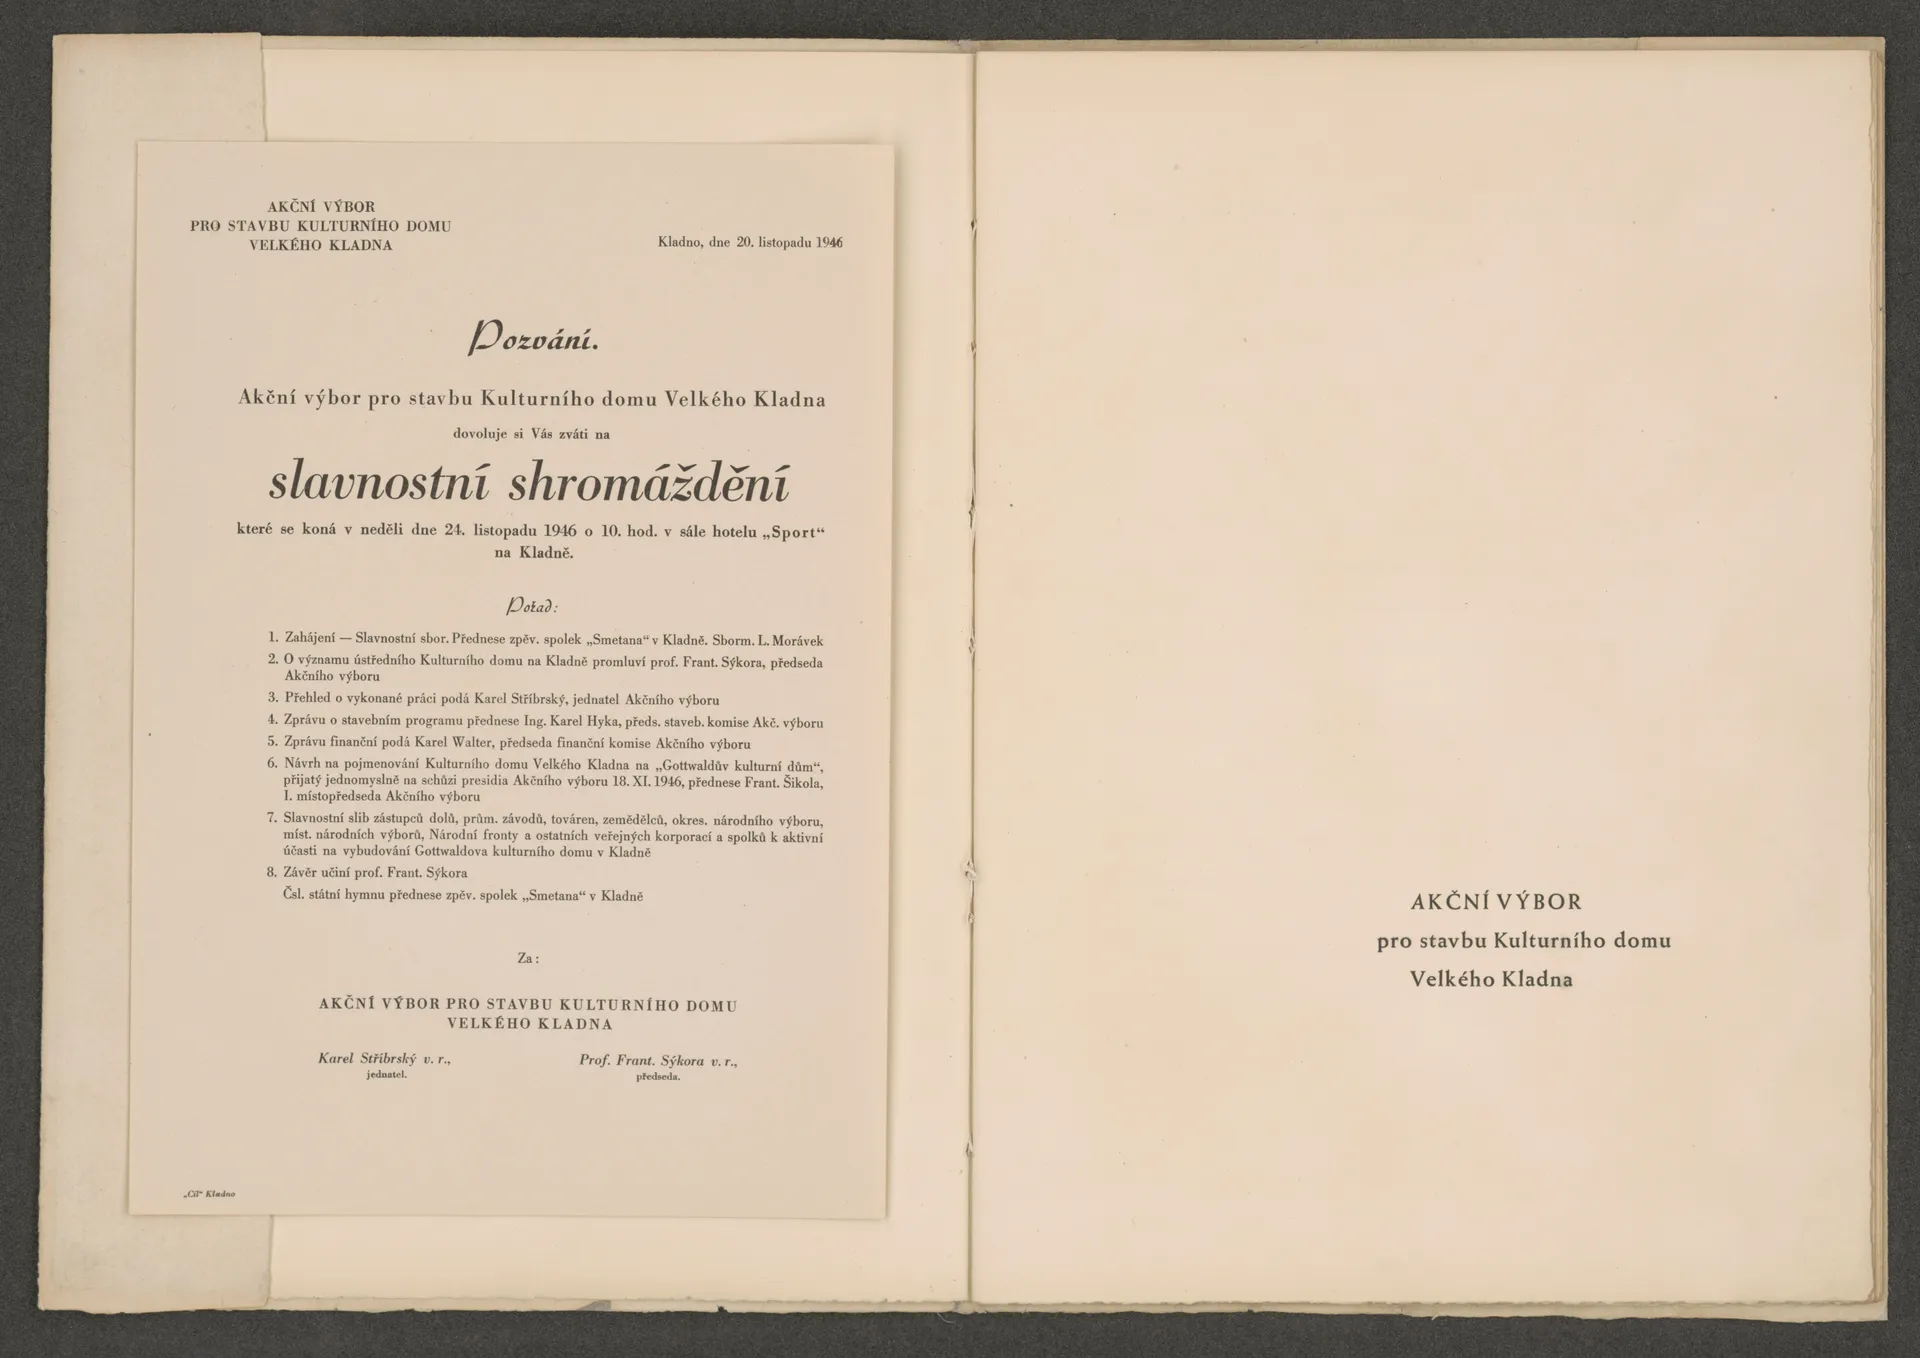 AKČNÍ VÝBOR
PRO STAVBU KULTURNÍHO DOMU
VELKÉHO KLADNA
Kladno, dne 20. listopadu 1946
Pozvání.
Akční výbor pro stavbu Kulturního domu Velkého Kladna
dovoluje si Vás zváti na
slavnostní shromáždění
které se koná v neděli dne 24. listopadu 1946 o 10. hod. v sále hotelu „Sport“
na Kladně.
Pořad:
1. Zahájení — Slavnostní sbor. Přednese zpěv. spolek „Smetana“ v Kladně. Sborm. L. Morávek
2. O významu ústředního Kulturního domu na Kladně promluví prof. Frant. Sýkora, předseda
Akčního výboru
3. Přehled o vykonané práci podá Karel Stříbrský, jednatel Akčního výboru
4. Zprávu o stavebním programu přednese Ing. Karel Hyka, předs. staveb. komise Akč. výboru
5. Zprávu finanční podá Karel Walter, předseda finanční komise Akčního výboru
6. Návrh na pojmenování Kulturního domu Velkého Kladna na „Gottwaldův kulturní dům“,
přijatý jednomyslně na schůzi presidia Akčního výboru 18. XI. 1946, přednese Frant. Šikola,
I. místopředseda Akčního výboru
7. Slavnostní slib zástupců dolů, prům. závodů, továren, zemědělců, okres. národního výboru,
míst. národních výborů, Národní fronty a ostatních veřejných korporací a spolků k aktivní
účasti na vybudování Gottwaldova kulturního domu v Kladně
8. Závěr učiní prof. Frant. Sýkora
Čsl. státní hymnu přednese zpěv. spolek „Smetana“ v Kladně
Za:
AKČNÍ VÝBOR PRO STAVBU KULTURNÍHO DOMU
VELKÉHO KLADNA
Karel Stříbrský v. r.,
jednatel.
Prof. Frant. Sýkora v. r.,
předseda.
„Cíl“ Kladno
AKČNÍ VÝBOR
pro stavbu Kulturního domu
Velkého Kladna